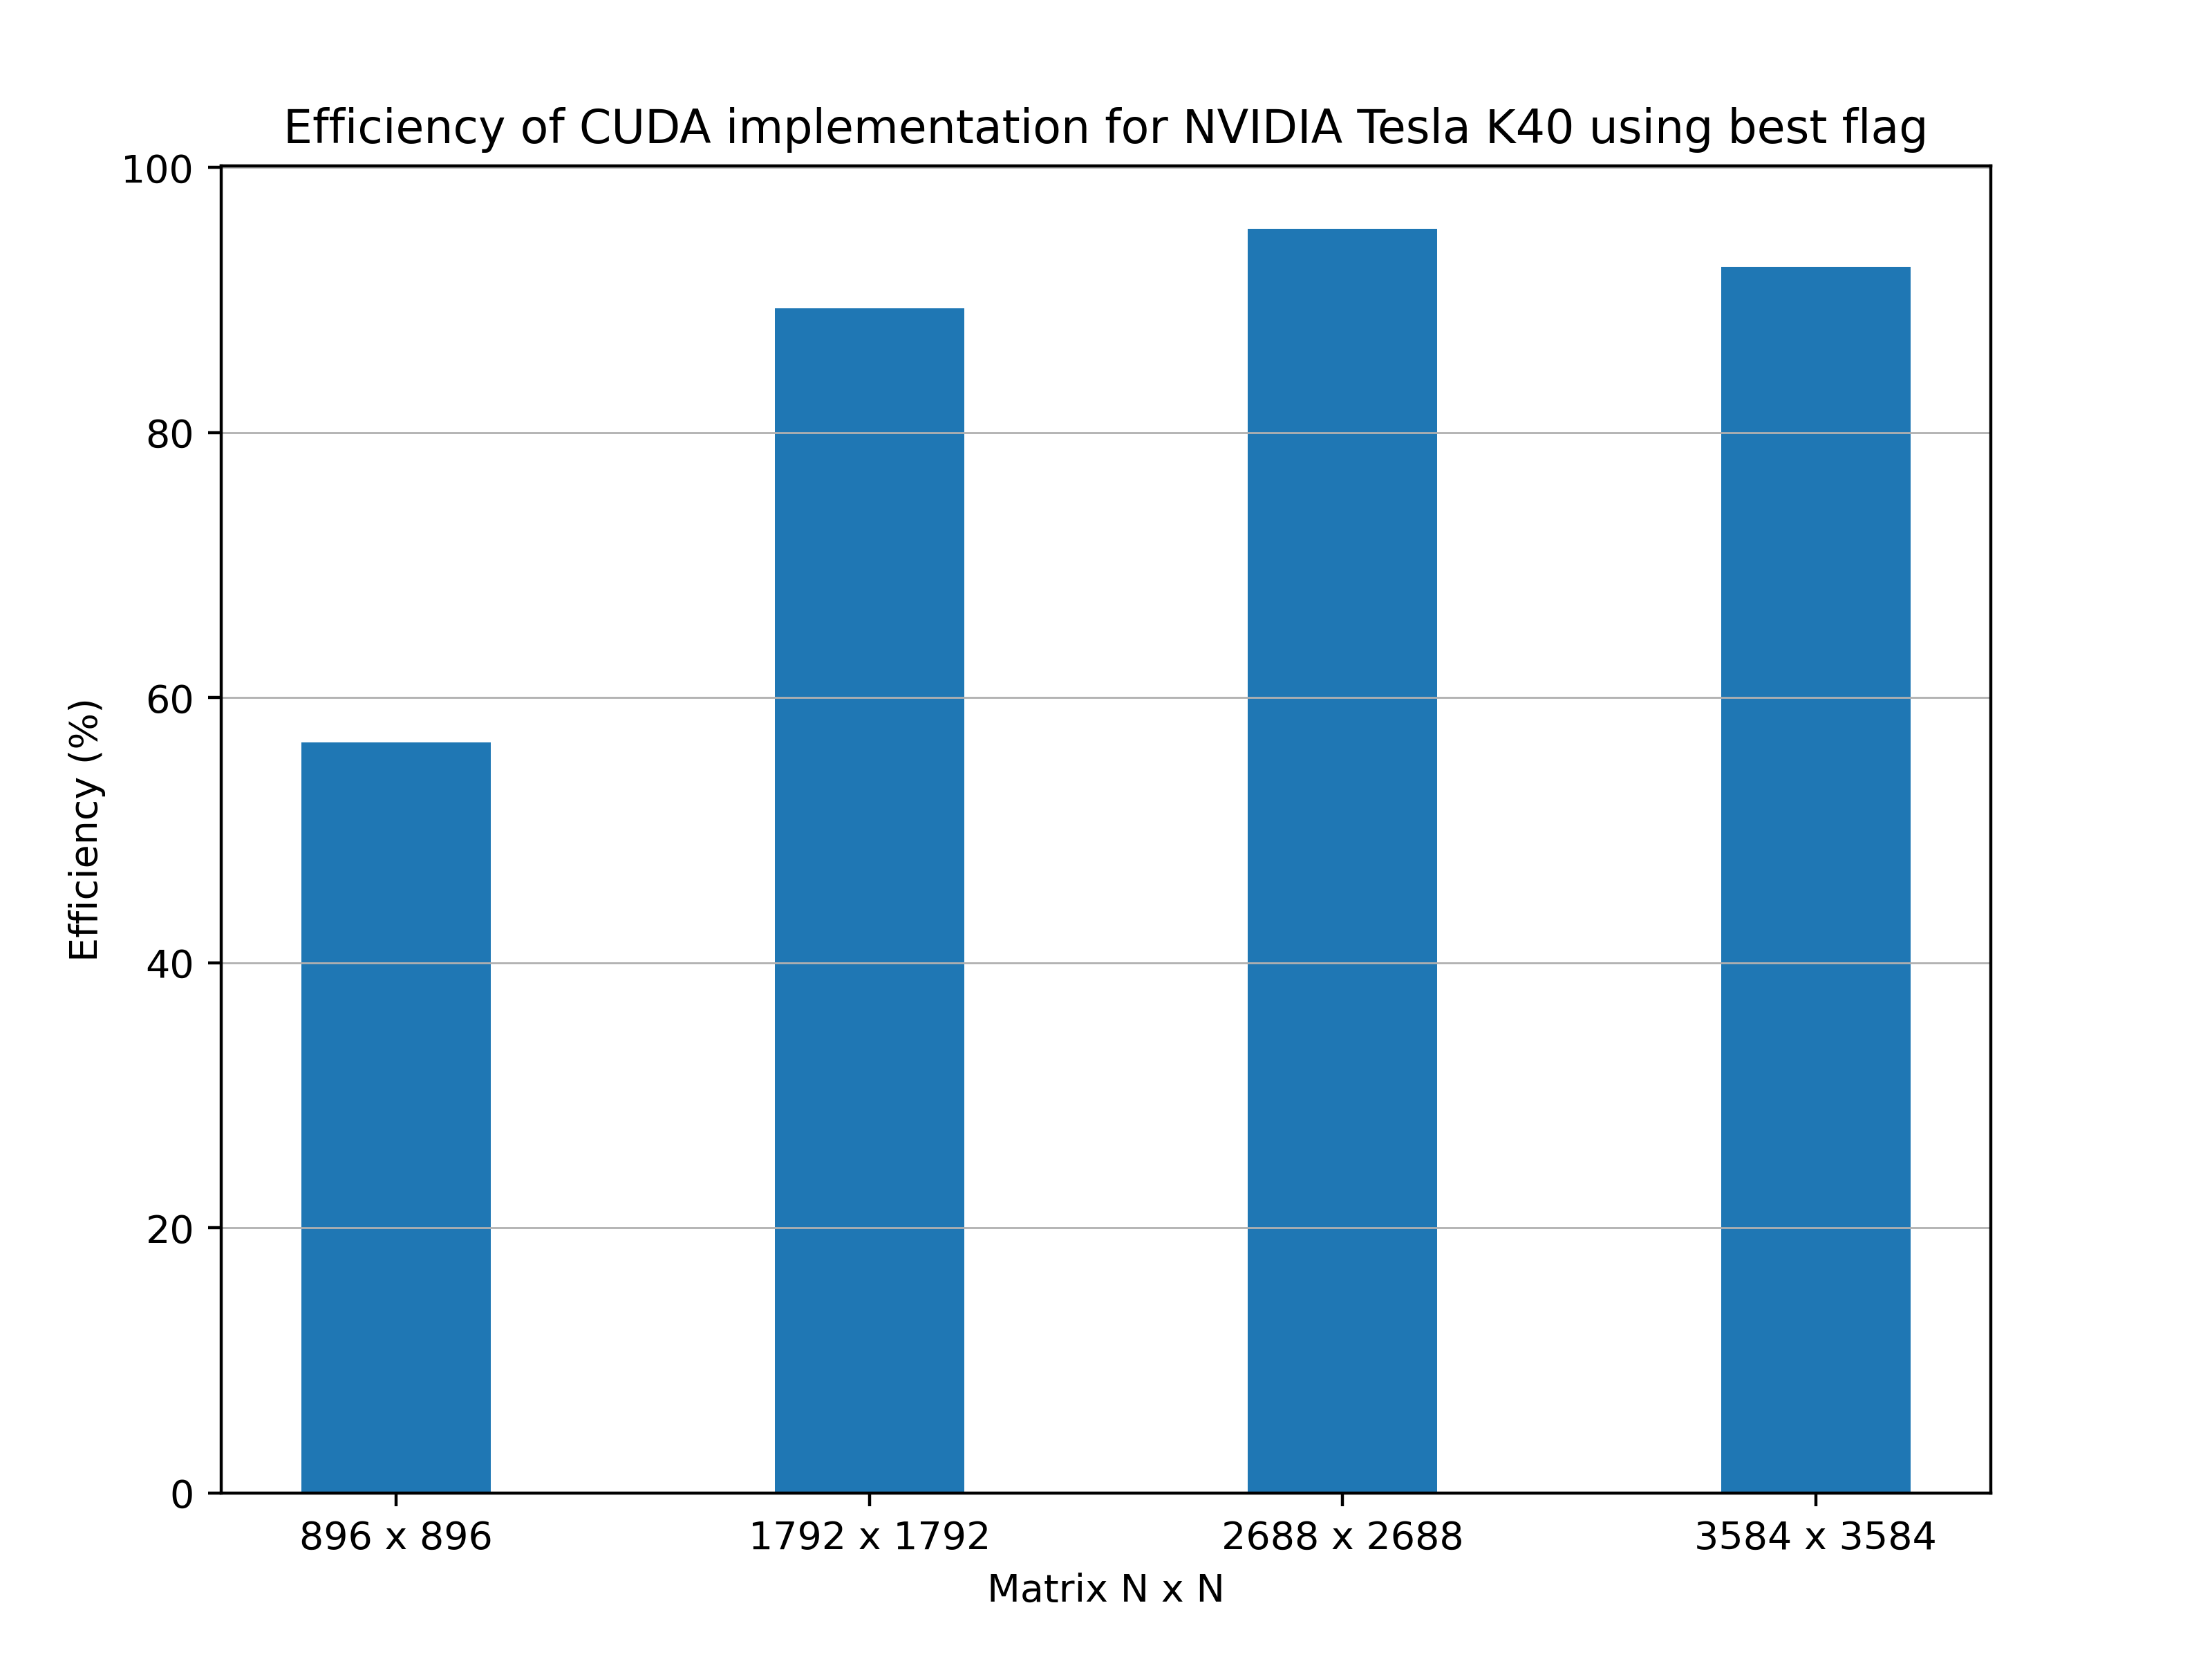 Efficiency of CUDA implementation for NVIDIA Tesla K40 using best flag
100
80
60
40
20
0
Efficiency (%)
896 x 896
1792 x 1792
2688 x 2688
3584 x 3584
Matrix N x N